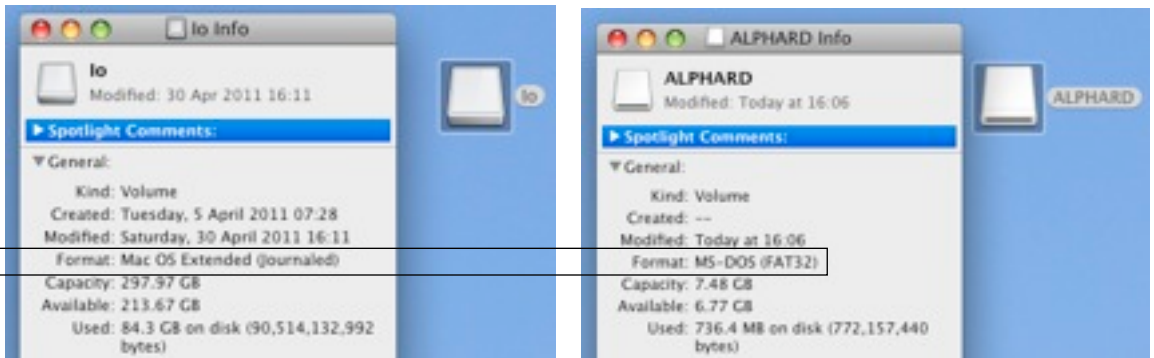 Io Info
Io
Modified: 30 Apr 2011 16:11
Io
Spotlight Comments:
General:
Kind: Volume
Created: Tuesday, 5 April 2011 07:28
Modified: Saturday, 30 April 2011 16:11
Format: Mac OS Extended (Journaled)
Capacity: 297.97 GB
Available: 213.67 GB
Used: 84.3 GB on disk (90,514,132,992
bytes)
ALPHARD Info
ALPHARD
Modified: Today at 16:06
ALPHARD
Spotlight Comments:
General:
Kind: Volume
Created: --
Modified: Today at 16:06
Format: MS-DOS (FAT32)
Capacity: 7.48 GB
Available: 6.77 GB
Used: 736.4 MB on disk (772,157,440
bytes)